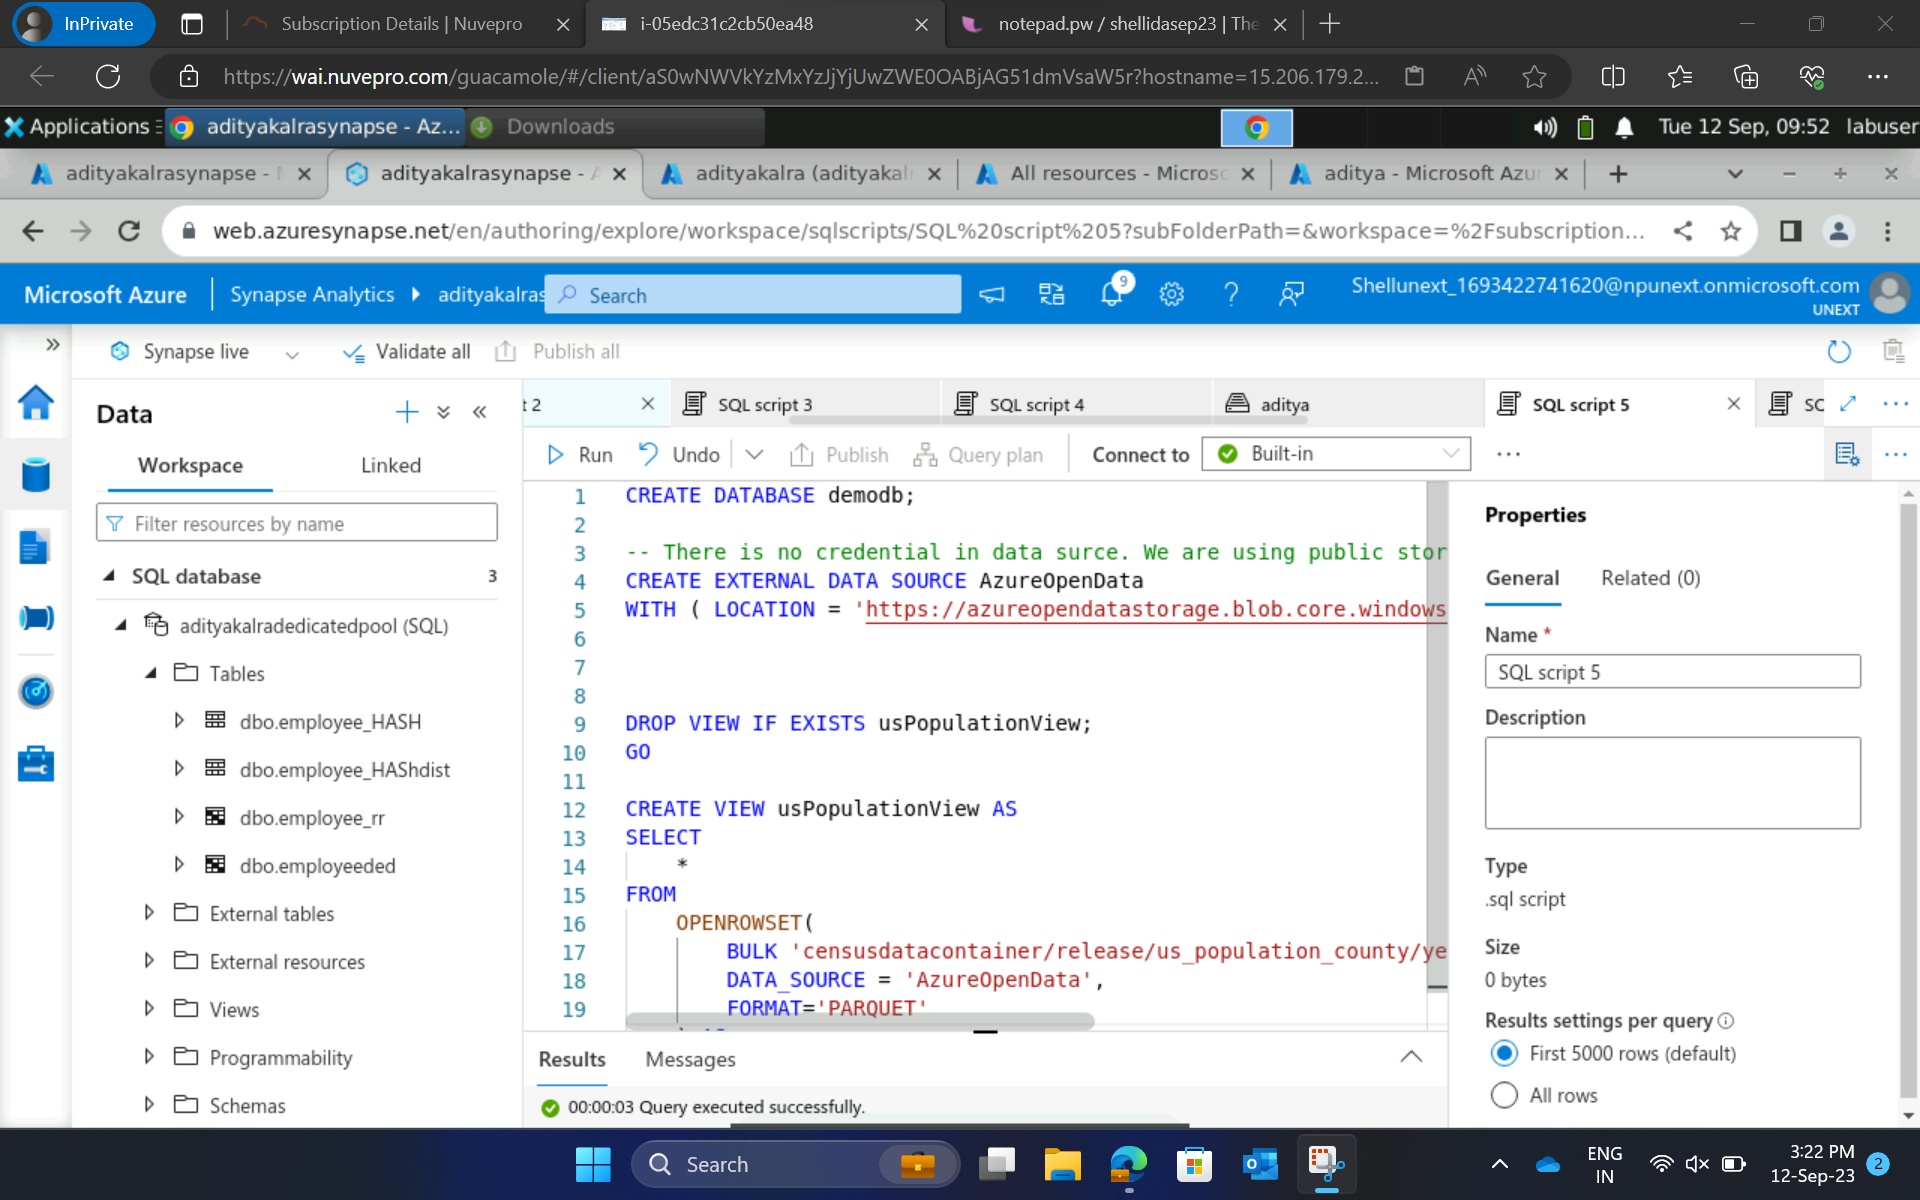 InPrivate
Subscription Details | Nuvepro
i-05edc31c2cb50ea48
notepad.pw / shellidasep23 | The
https://wai.nuvepro.com/guacamole/#/client/aS0wNWVkYzMxYzJjYjUwZWE0OABjAG51dmVsaW5r?hostname=15.206.179.2...
Applications
adityakalrasynapse - Az...
Downloads
Tue 12 Sep, 09:52
labuser
adityakalrasynapse -
adityakalrasynapse -
adityakalra (adityakal
All resources - Micros
aditya - Microsoft Azu
web.azuresynapse.net/en/authoring/explore/workspace/sqlscripts/SQL%20script%205?subFolderPath=&workspace=%2Fsubscription...
Microsoft Azure
Synapse Analytics
adityakalras
Search
9
Shellunext_1693422741620@npunext.onmicrosoft.com
UNEXT
Synapse live
Validate all
Publish all
Data
Workspace
Linked
Filter resources by name
SQL database
3
adityakalradedicatedpool (SQL)
Tables
dbo.employee_HASH
dbo.employee_HAShdist
dbo.employee_rr
dbo.employeeded
External tables
External resources
Views
Programmability
Schemas
t 2
SQL script 3
SQL script 4
aditya
SQL script 5
SC
Run
Undo
Publish
Query plan
Connect to
Built-in
1 CREATE DATABASE demodb;
2
3 -- There is no credential in data surce. We are using public stor
4 CREATE EXTERNAL DATA SOURCE AzureOpenData
5 WITH ( LOCATION = 'https://azureopendatastorage.blob.core.windows
6
7
8
9 DROP VIEW IF EXISTS usPopulationView;
10 GO
11
12 CREATE VIEW usPopulationView AS
13 SELECT
14 *
15 FROM
16 OPENROWSET(
17 BULK 'censusdatacontainer/release/us_population_county/ye
18 DATA_SOURCE = 'AzureOpenData',
19 FORMAT='PARQUET'
Results
Messages
00:00:03 Query executed successfully.
Properties
General
Related (0)
Name *
SQL script 5
Description
Type
.sql script
Size
0 bytes
Results settings per query
First 5000 rows (default)
All rows
Search
ENG
IN
3:22 PM
12-Sep-23
2